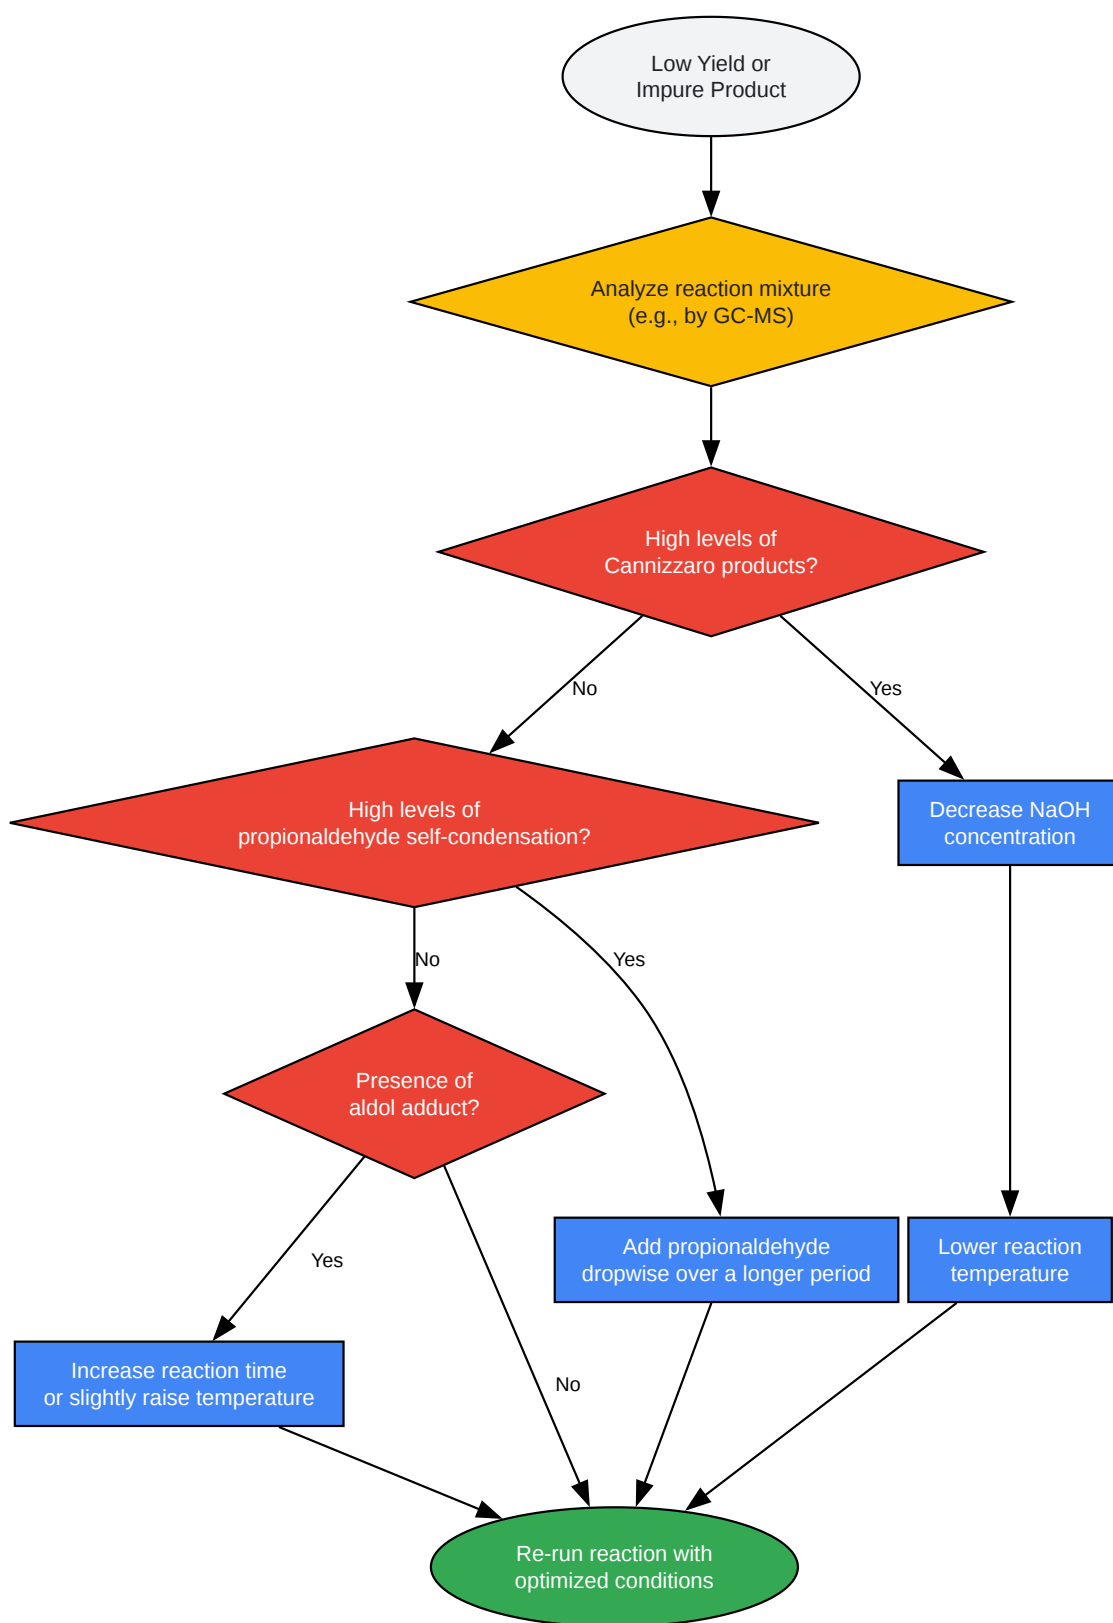 Low Yield or
Impure Product
Analyze reaction mixture
(e.g., by GC-MS)
High levels of
Cannizzaro products?
No
Yes
High levels of
propionaldehyde self-condensation?
Decrease NaOH
concentration
No
Yes
Presence of
aldol adduct?
Yes
Add propionaldehyde
dropwise over a longer period
Lower reaction
temperature
Increase reaction time
or slightly raise temperature
No
Re-run reaction with
optimized conditions